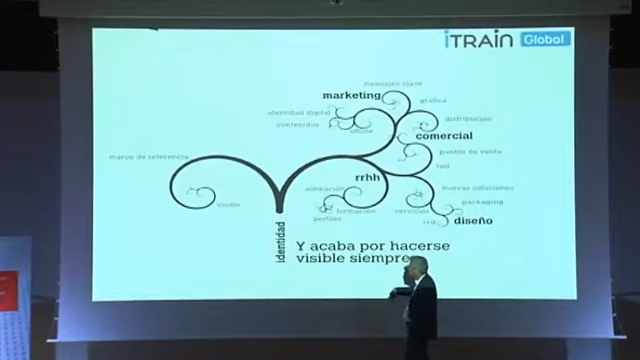 iTRAIN Global
mensajes clave
marketing
gráfica
identidad digital
distribución
contenidos
offline
comercial
puntos de venta
marco de referencia
red
rrhh
alineación
nuevas soluciones
packaging
visión
formación
servicios
perfiles
red
diseño
identidad
Y acaba por hacerse
visible siempre